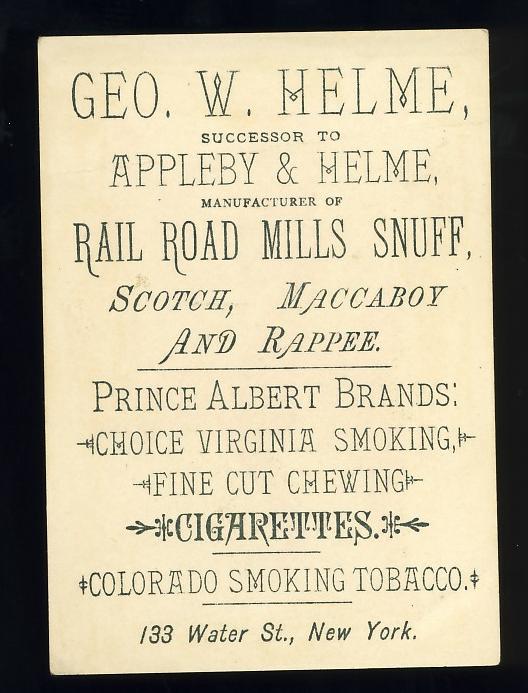 GEO. W. HELME,
SUCCESSOR TO
APPLEBY & HELME,
MANUFACTURER OF
RAIL ROAD MILLS SNUFF,
SCOTCH, MACCABOY
AND RAPPEE.
PRINCE ALBERT BRANDS:
CHOICE VIRGINIA SMOKING,
FINE CUT CHEWING
CIGARETTES.
COLORADO SMOKING TOBACCO.
133 Water St., New York.